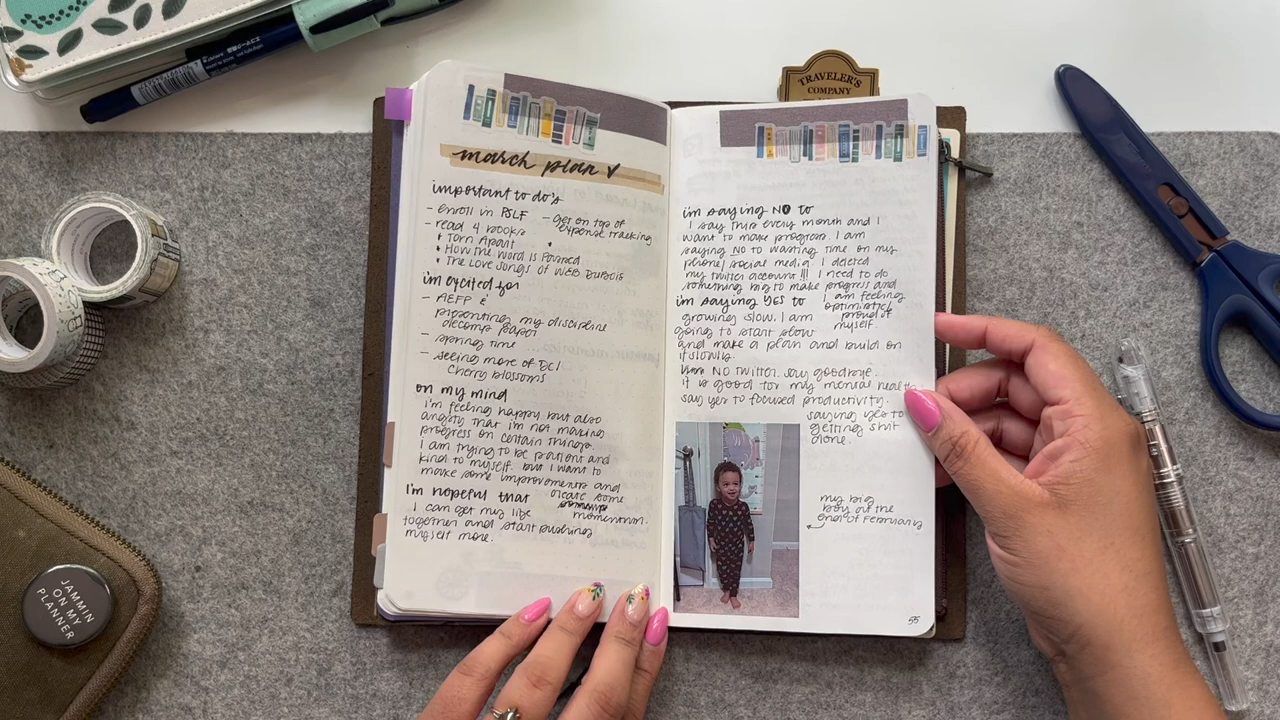 TRAVELER'S
COMPANY
march plan
important to do's
- enroll in PSLF
- read 4 books
• Torn Apart
• How the Word is Passed
• The Love Songs of WEB DuBois
- Get on top of
expense tracking
i'm excited for
- AEFP &
presenting my discipline
decomp paper
- spring time ...
- seeing more of DC!
Cherry blossoms
on my mind
i'm feeling happy but also
angsty that i'm not making
progress on certain things.
I am trying to be patient and
kind to myself. but i want to
make some improvements and
create some
momentum.
I'm hopeful that
I can get my life
together and start pushing
myself more.
i'm saying NO to
I say this every month and I
want to make progress. I am
saying NO to wasting time on my
phone/social media. I deleted
my twitter account!!! I need to do
something big to make progress and
I am feeling
optimistic!
proud of
myself.
i'm saying YES to
growing slow. I am
going to start slow
and make a plan and build on
it slowly.
NO Twitter. say goodbye.
it is good for my mental health
say yes to focused productivity.
saying yes to
getting shit
done.
my big
boy at the
end of February
55
JAMMIN
ON MY
PLANNER